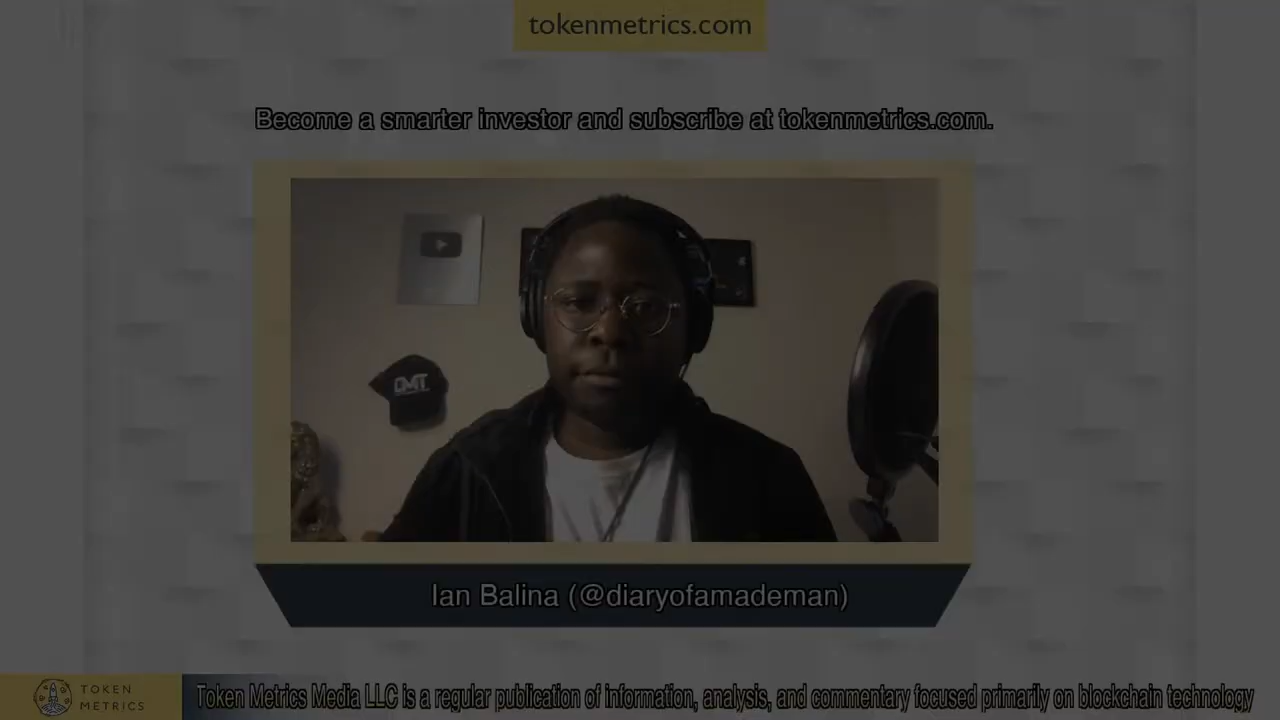 tokenmetrics.com
Become a smarter investor and subscribe at tokenmetrics.com.
OMT
Ian Balina (@diaryofamademan)
TOKEN
METRICS
Token Metrics Media LLC is a regular publication of information, analysis, and commentary focused primarily on blockchain technology